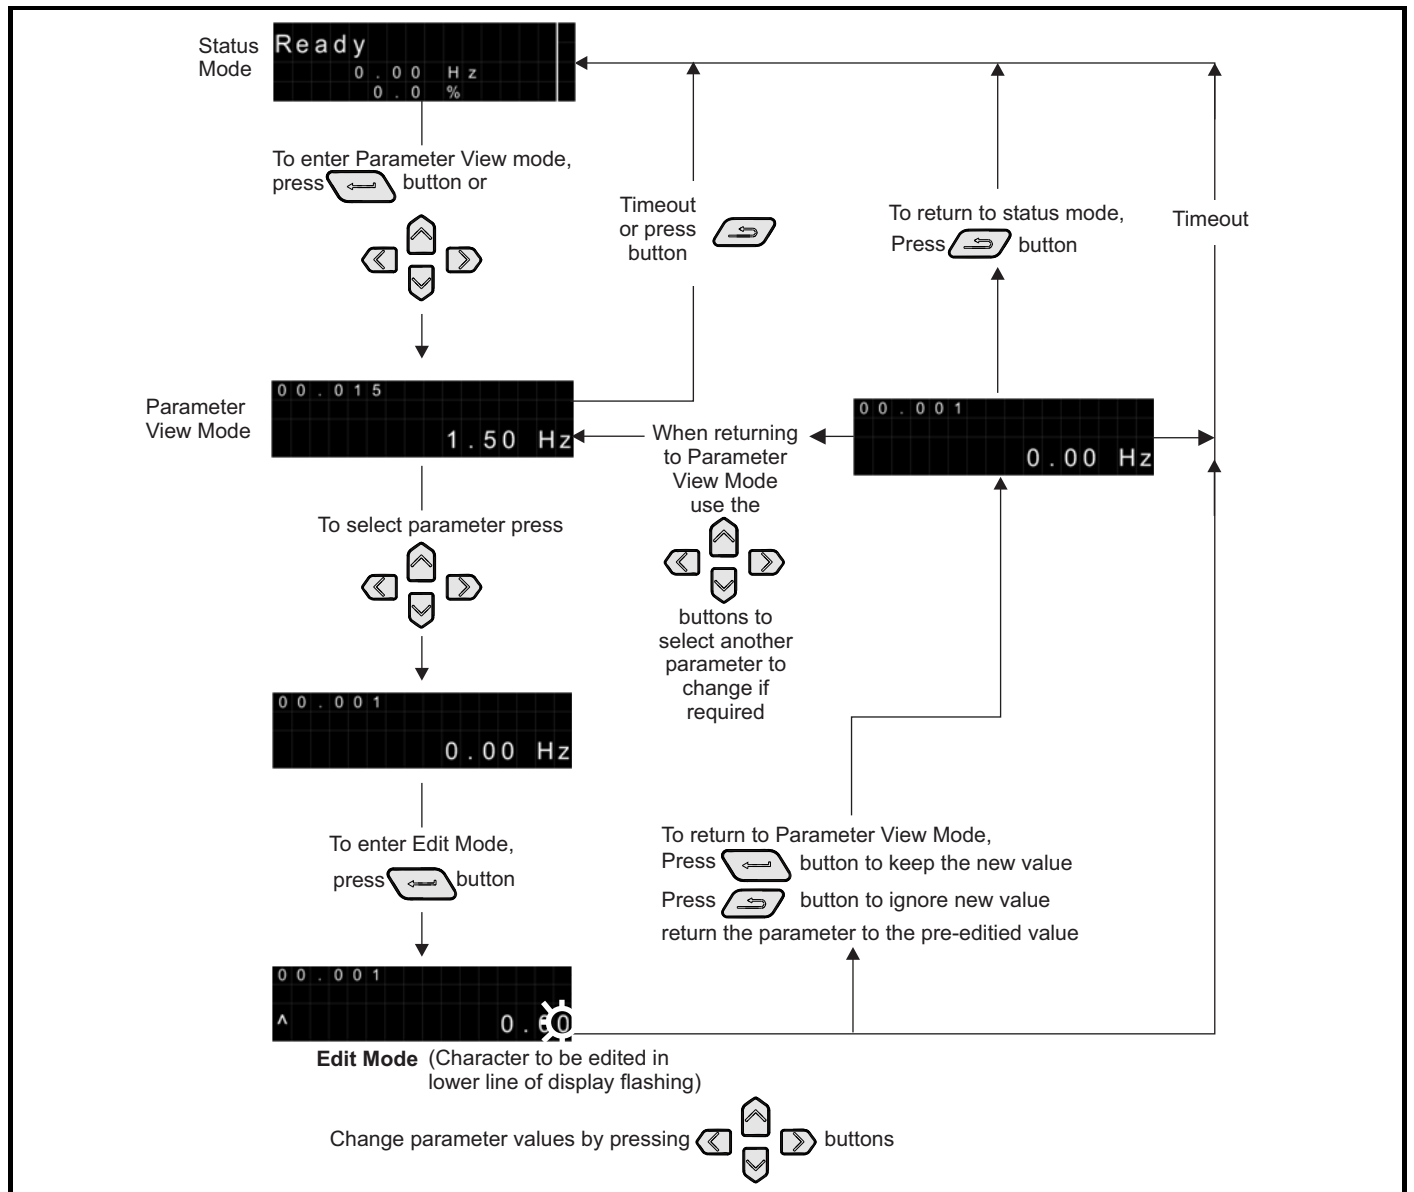 Status
Mode
Ready
0.00 Hz
0.0 %
To enter Parameter View mode,
press button or
Timeout
or press
button
To return to status mode,
Press button
Timeout
Parameter
View Mode
00.015
1.50 Hz
When returning
to Parameter
View Mode
use the
buttons to
select another
parameter to
change if
required
00.001
0.00 Hz
To select parameter press
00.001
0.00 Hz
To enter Edit Mode,
press button
To return to Parameter View Mode,
Press button to keep the new value
Press button to ignore new value
return the parameter to the pre-editied value
00.001
^ 0.
Edit Mode (Character to be edited in
lower line of display flashing)
Change parameter values by pressing buttons